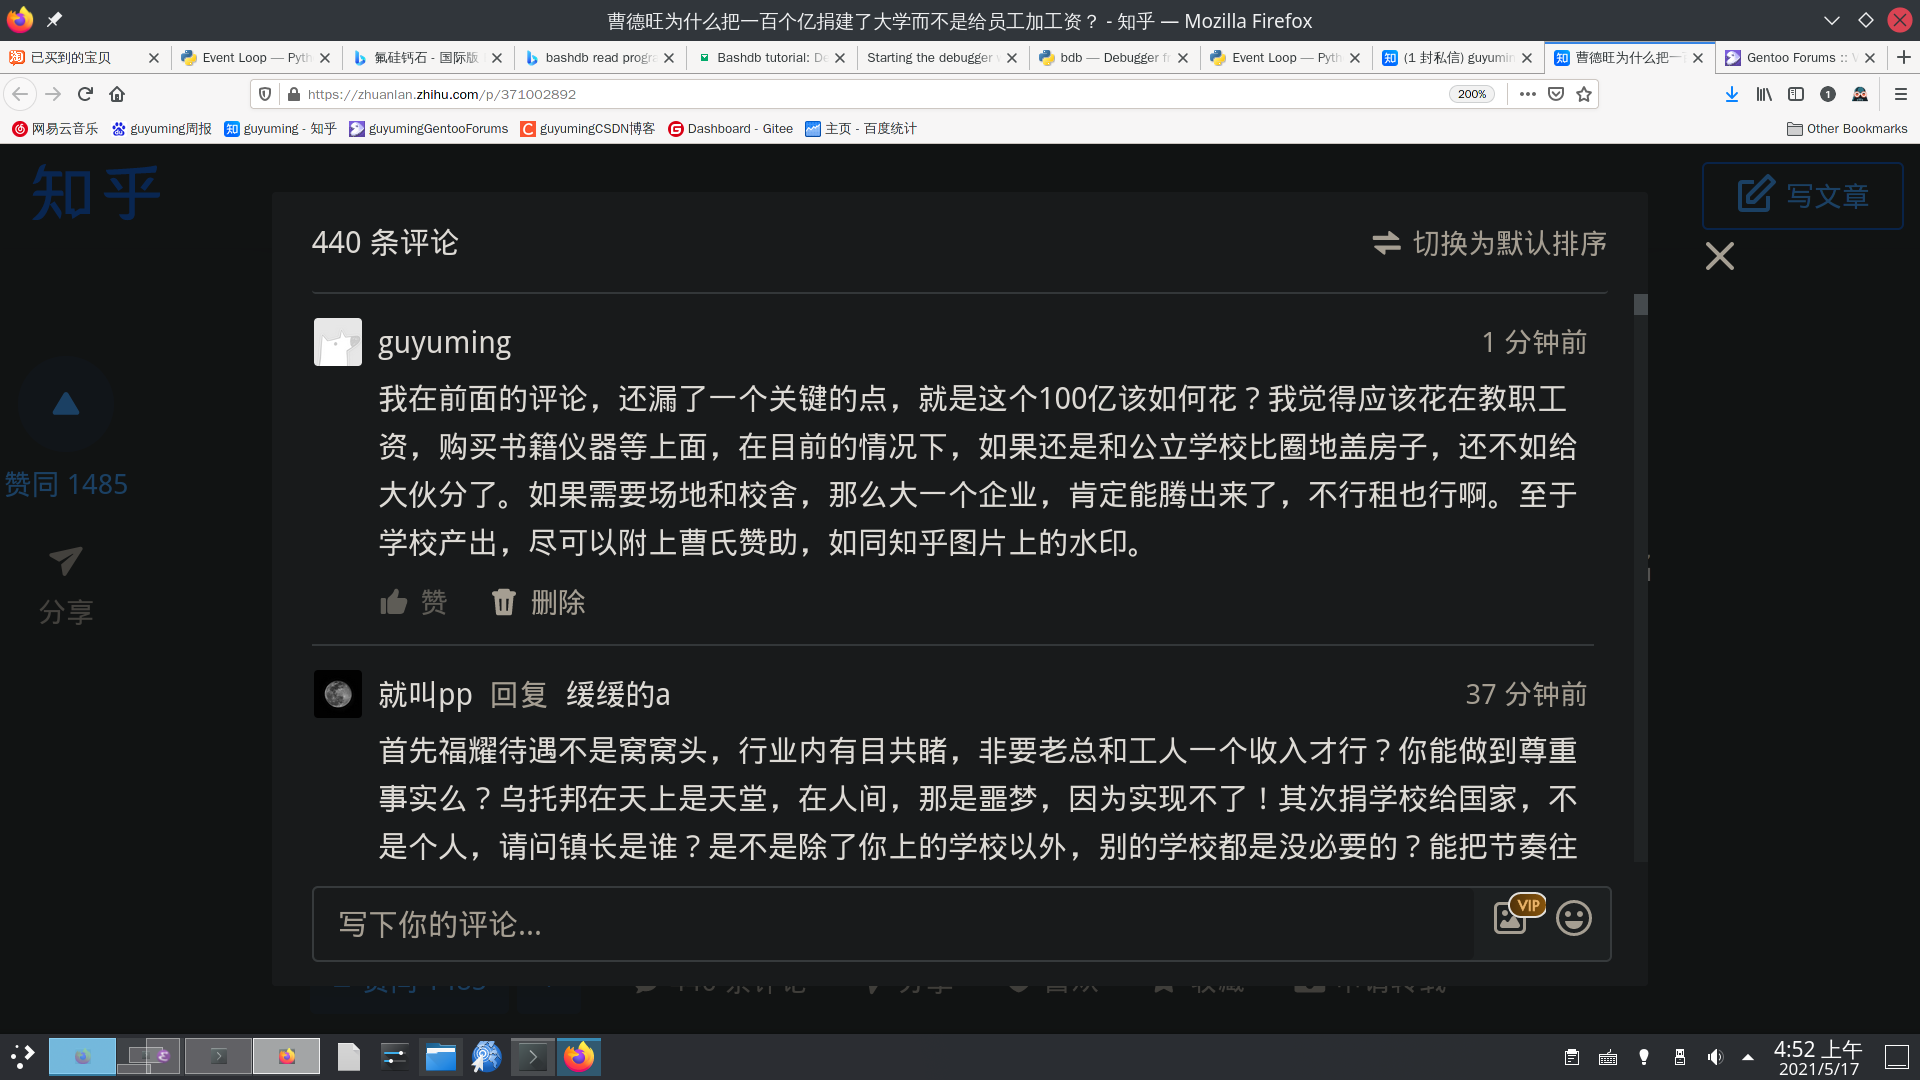 曹德旺为什么把一百个亿捐建了大学而不是给员工加工资？ - 知乎 — Mozilla Firefox
已买到的宝贝
Event Loop — Pyth
氟硅钙石 - 国际版
bashdb read progra
Bashdb tutorial: De
Starting the debugger
bdb — Debugger fr
Event Loop — Pyth
(1 封私信) guyumin
曹德旺为什么把一
Gentoo Forums ::
https://zhuanlan.zhihu.com/p/371002892
200%
网易云音乐
guyuming周报
guyuming - 知乎
guyumingGentooForums
guyumingCSDN博客
Dashboard - Gitee
主页 - 百度统计
Other Bookmarks
知乎
写文章
440 条评论
切换为默认排序
guyuming
1 分钟前
我在前面的评论，还漏了一个关键的点，就是这个100亿该如何花？我觉得应该花在教职工
资，购买书籍仪器等上面，在目前的情况下，如果还是和公立学校比圈地盖房子，还不如给
大伙分了。如果需要场地和校舍，那么大一个企业，肯定能腾出来了，不行租也行啊。至于
学校产出，尽可以附上曹氏赞助，如同知乎图片上的水印。
赞
删除
赞同 1485
分享
就叫pp 回复 缓缓的a
37 分钟前
首先福耀待遇不是窝窝头，行业内有目共睹，非要老总和工人一个收入才行？你能做到尊重
事实么？乌托邦在天上是天堂，在人间，那是噩梦，因为实现不了！其次捐学校给国家，不
是个人，请问镇长是谁？是不是除了你上的学校以外，别的学校都是没必要的？能把节奏往
写下你的评论...
VIP
赞同 1485
440 条评论
分享
喜欢
收藏
申请转载
4:52 上午
2021/5/17